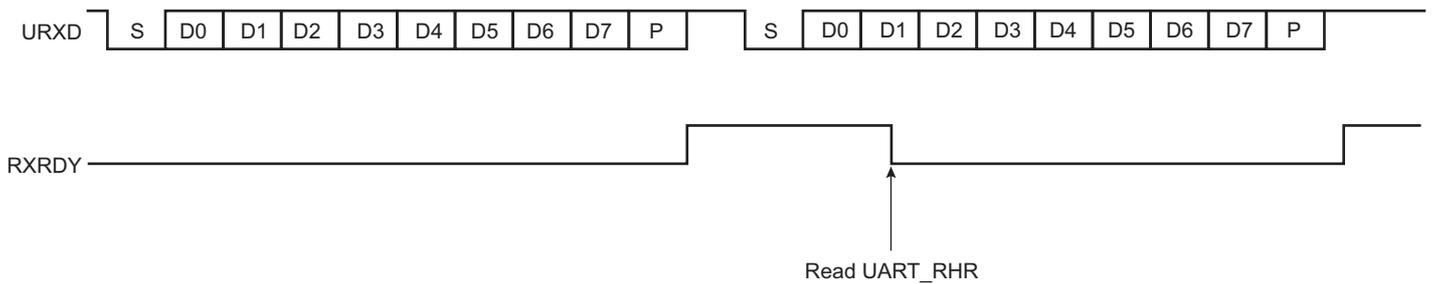 URXD S D0 D1 D2 D3 D4 D5 D6 D7 P S D0 D1 D2 D3 D4 D5 D6 D7 P
RXRDY
Read UART_RHR